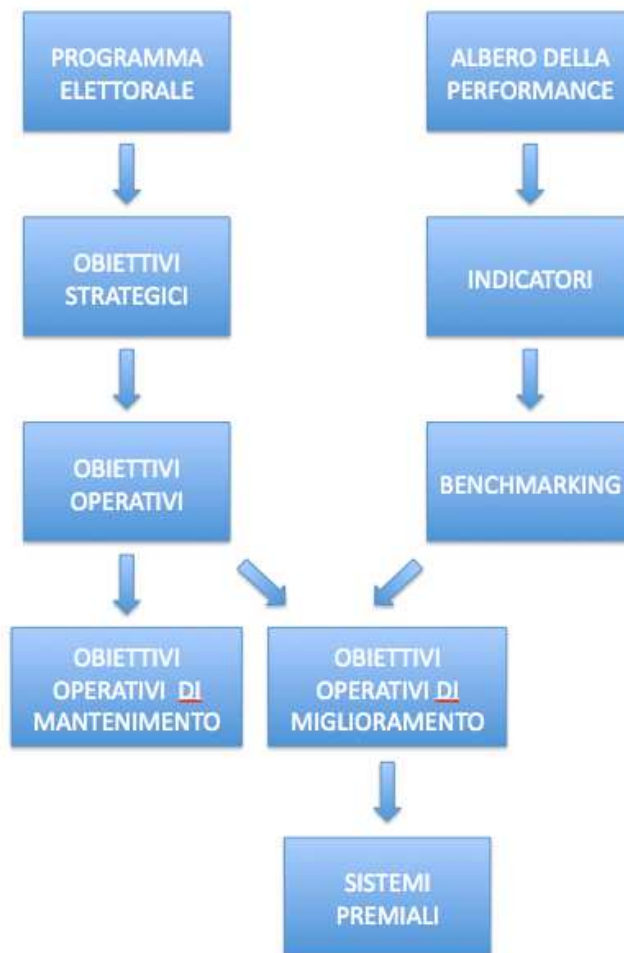 PROGRAMMA
ELETTORALE
ALBERO DELLA
PERFORMANCE
OBIETTIVI
STRATEGICI
INDICATORI
OBIETTIVI
OPERATIVI
BENCHMARKING
OBIETTIVI
OPERATIVI DI
MANTENIMENTO
OBIETTIVI
OPERATIVI DI
MIGLIORAMENTO
SISTEMI
PREMIALI